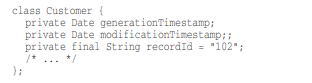 class Customer {
private Date generationTimestamp;
private Date modificationTimestamp;;
private final String recordId = "102";
/* ... */
};